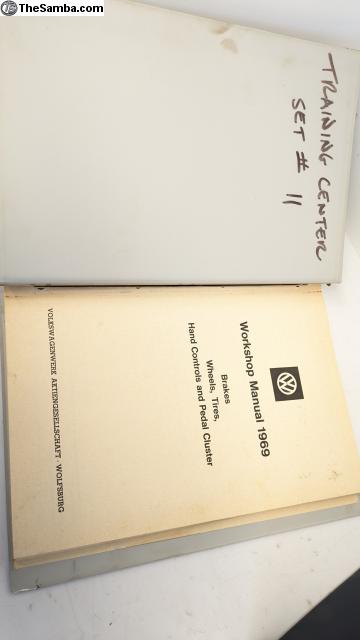 TheSamba.com
TRAINING CENTER
SET # 11
Workshop Manual 1969
Brakes
Wheels, Tires,
Hand Controls and Pedal Cluster
VOLKSWAGENWERK AKTIENGESELLSCHAFT · WOLFSBURG